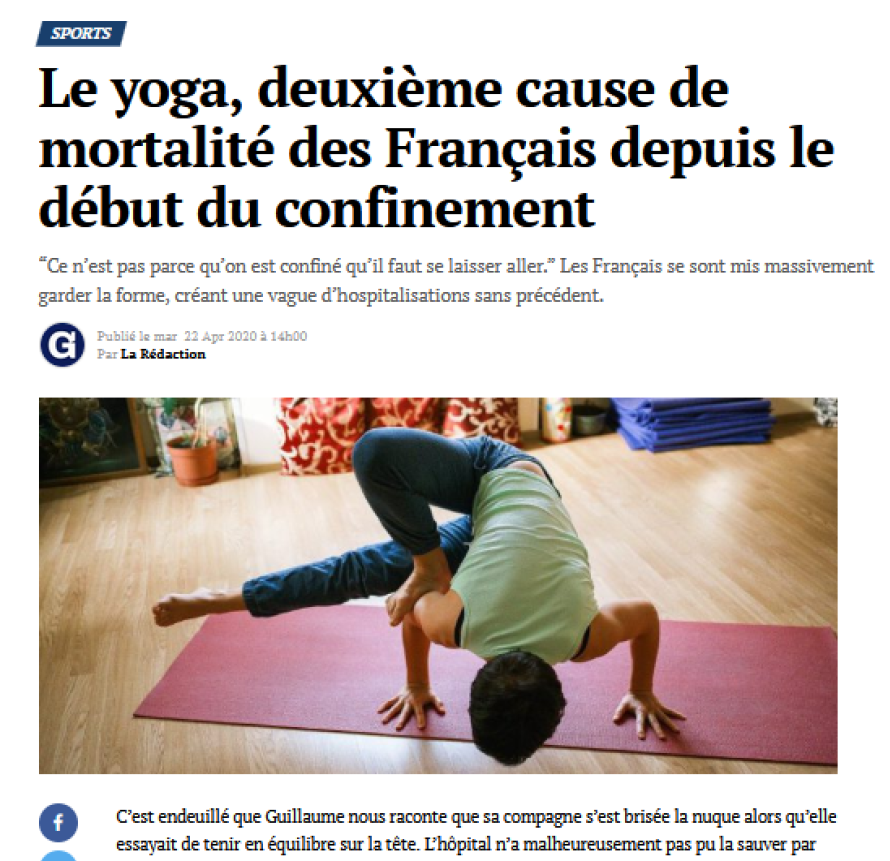 SPORTS
Le yoga, deuxième cause de
mortalité des Français depuis le
début du confinement
“Ce n’est pas parce qu’on est confiné qu’il faut se laisser aller.” Les Français se sont mis massivement
garder la forme, créant une vague d’hospitalisations sans précédent.
G
Publié le mar 22 Apr 2020 à 14h00
Par La Rédaction
f
C’est endeuillé que Guillaume nous raconte que sa compagne s’est brisée la nuque alors qu’elle
essayait de tenir en équilibre sur la tête. L’hôpital n’a malheureusement pas pu la sauver par